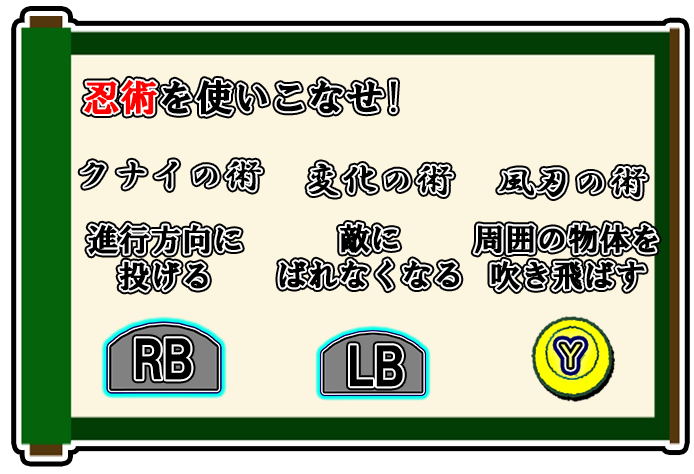 忍術を使いこなせ!
クナイの術
変化の術
風刃の術
進行方向に
投げる
敵に
ばれなくなる
周囲の物体を
吹き飛ばす
RB
LB
Y